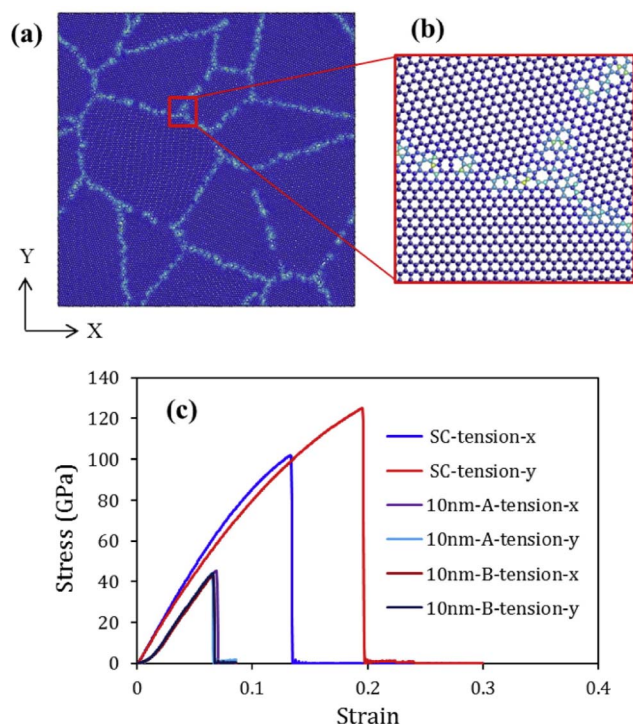 (a)
(b)
Y
X
(c)
Stress (GPa)
140
120
100
80
60
40
20
0
SC-tension-x
SC-tension-y
10nm-A-tension-x
10nm-A-tension-y
10nm-B-tension-x
10nm-B-tension-y
0 0.1 0.2 0.3 0.4
Strain